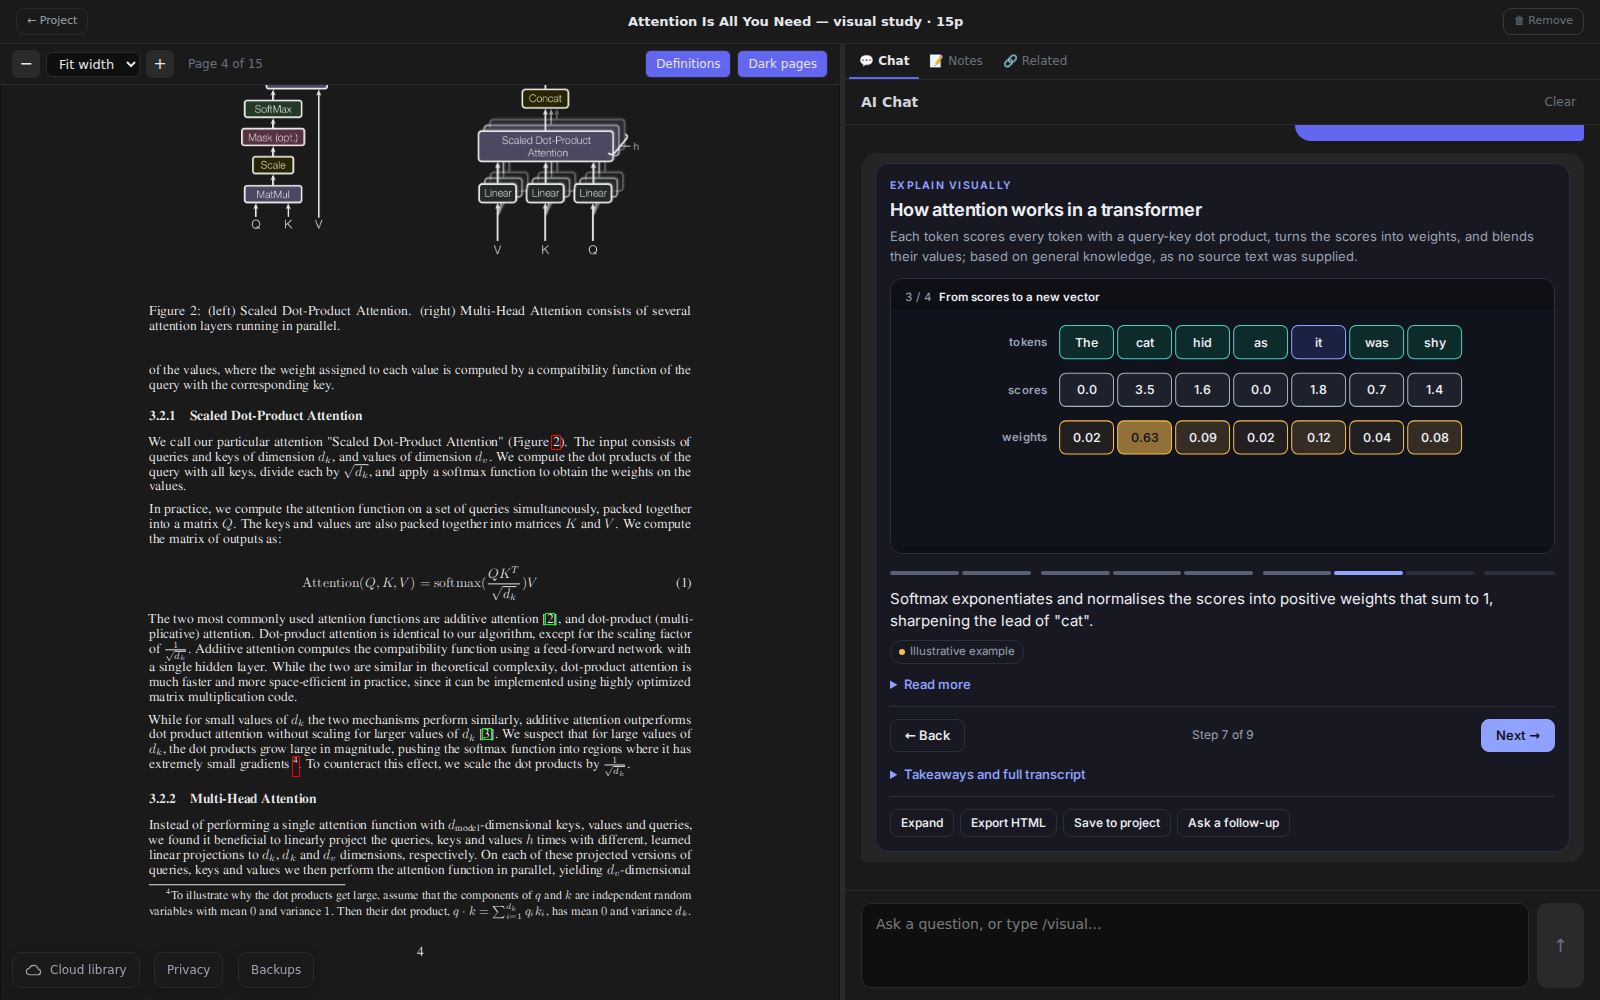 ← Project
Attention Is All You Need — visual study · 15p
Remove
−
Fit width
+
Page 4 of 15
Definitions
Dark pages
SoftMax
Mask (opt.)
Scale
MatMul
Q K V
Concat
Scaled Dot-Product
Attention
h
Linear Linear Linear
V K Q
Figure 2: (left) Scaled Dot-Product Attention. (right) Multi-Head Attention consists of several
attention layers running in parallel.
of the values, where the weight assigned to each value is computed by a compatibility function of the
query with the corresponding key.
3.2.1 Scaled Dot-Product Attention
We call our particular attention "Scaled Dot-Product Attention" (Figure 2). The input consists of
queries and keys of dimension dₖ, and values of dimension dᵥ. We compute the dot products of the
query with all keys, divide each by √dₖ, and apply a softmax function to obtain the weights on the
values.
In practice, we compute the attention function on a set of queries simultaneously, packed together
into a matrix Q. The keys and values are also packed together into matrices K and V. We compute
the matrix of outputs as:
Attention(Q, K, V) = softmax(QKᵀ/√dₖ)V (1)
The two most commonly used attention functions are additive attention [2], and dot-product (multi-
plicative) attention. Dot-product attention is identical to our algorithm, except for the scaling factor
of 1/√dₖ. Additive attention computes the compatibility function using a feed-forward network with
a single hidden layer. While the two are similar in theoretical complexity, dot-product attention is
much faster and more space-efficient in practice, since it can be implemented using highly optimized
matrix multiplication code.
While for small values of dₖ the two mechanisms perform similarly, additive attention outperforms
dot product attention without scaling for larger values of dₖ [3]. We suspect that for large values of
dₖ, the dot products grow large in magnitude, pushing the softmax function into regions where it has
extremely small gradients ⁴. To counteract this effect, we scale the dot products by 1/√dₖ.
3.2.2 Multi-Head Attention
Instead of performing a single attention function with d_model-dimensional keys, values and queries,
we found it beneficial to linearly project the queries, keys and values h times with different, learned
linear projections to dₖ, dₖ and dᵥ dimensions, respectively. On each of these projected versions of
queries, keys and values we then perform the attention function in parallel, yielding dᵥ-dimensional
⁴To illustrate why the dot products get large, assume that the components of q and k are independent random
variables with mean 0 and variance 1. Then their dot product, q · k = ∑ᵢ₌₁^dₖ qᵢkᵢ, has mean 0 and variance dₖ.
4
Cloud library
Privacy
Backups
Chat
Notes
Related
AI Chat
Clear
EXPLAIN VISUALLY
How attention works in a transformer
Each token scores every token with a query-key dot product, turns the scores into weights, and blends
their values; based on general knowledge, as no source text was supplied.
3 / 4 From scores to a new vector
tokens The cat hid as it was shy
scores 0.0 3.5 1.6 0.0 1.8 0.7 1.4
weights 0.02 0.63 0.09 0.02 0.12 0.04 0.08
Softmax exponentiates and normalises the scores into positive weights that sum to 1,
sharpening the lead of "cat".
Illustrative example
Read more
← Back
Step 7 of 9
Next →
Takeaways and full transcript
Expand
Export HTML
Save to project
Ask a follow-up
Ask a question, or type /visual...
↑